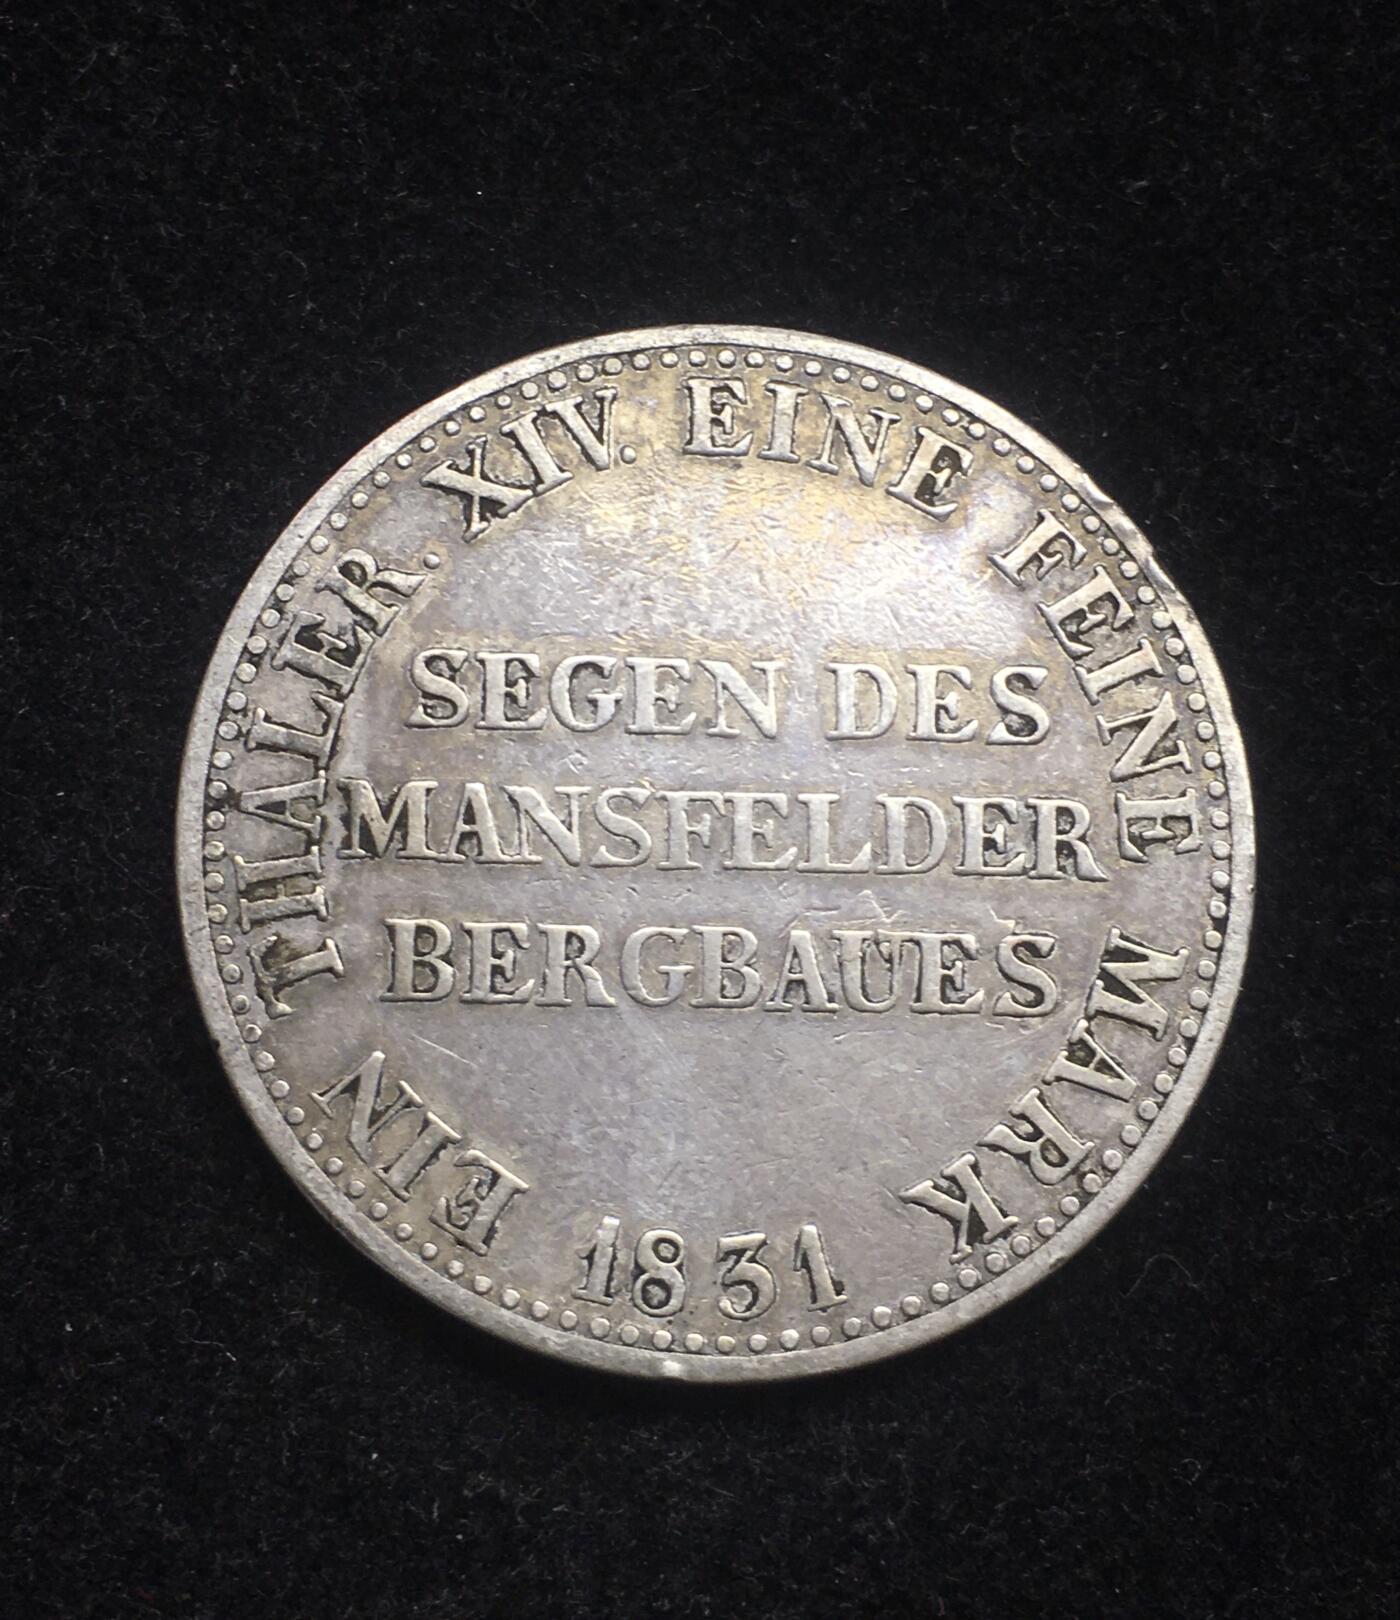 EIN THALER. XIV. EINE FEINE MARK
SEGEN DES
MANSFELDER
BERGBAUES
1831